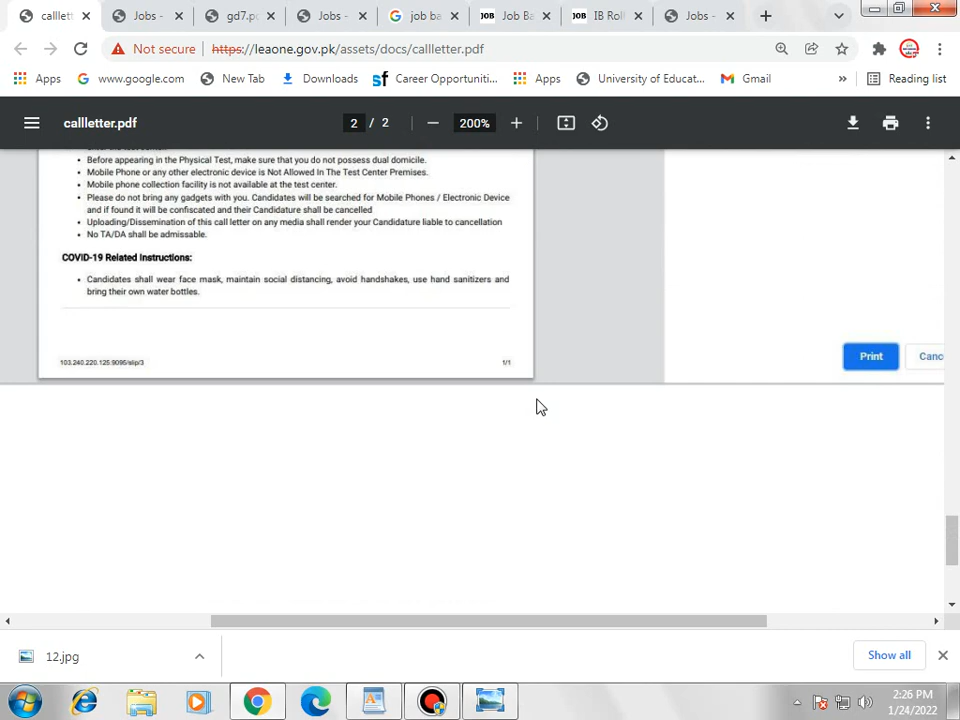 calllett
Jobs -
gd7.p
Jobs -
job ba
JOB
Job Ba
JOB
IB Rol
Jobs -
Not secure
https://leaone.gov.pk/assets/docs/callletter.pdf
Apps
www.google.com
New Tab
Downloads
sf
Career Opportuniti...
Apps
University of Educat...
Gmail
»
Reading list
callletter.pdf
2 / 2
200%
Before appearing in the Physical Test, make sure that you do not possess dual domicile.
Mobile Phone or any other electronic device is Not Allowed In The Test Center Premises.
Mobile phone collection facility is not available at the test center.
Please do not bring any gadgets with you. Candidates will be searched for Mobile Phones / Electronic Device
and if found it will be confiscated and their Candidature shall be cancelled
Uploading/Dissemination of this call letter on any media shall render your Candidature liable to cancellation
No TA/DA shall be admissable.
COVID-19 Related Instructions:
Candidates shall wear face mask, maintain social distancing, avoid handshakes, use hand sanitizers and
bring their own water bottles.
103.240.220.125:9095/slip/3
1/1
Print
Canc
12.jpg
Show all
2:26 PM
1/24/2022